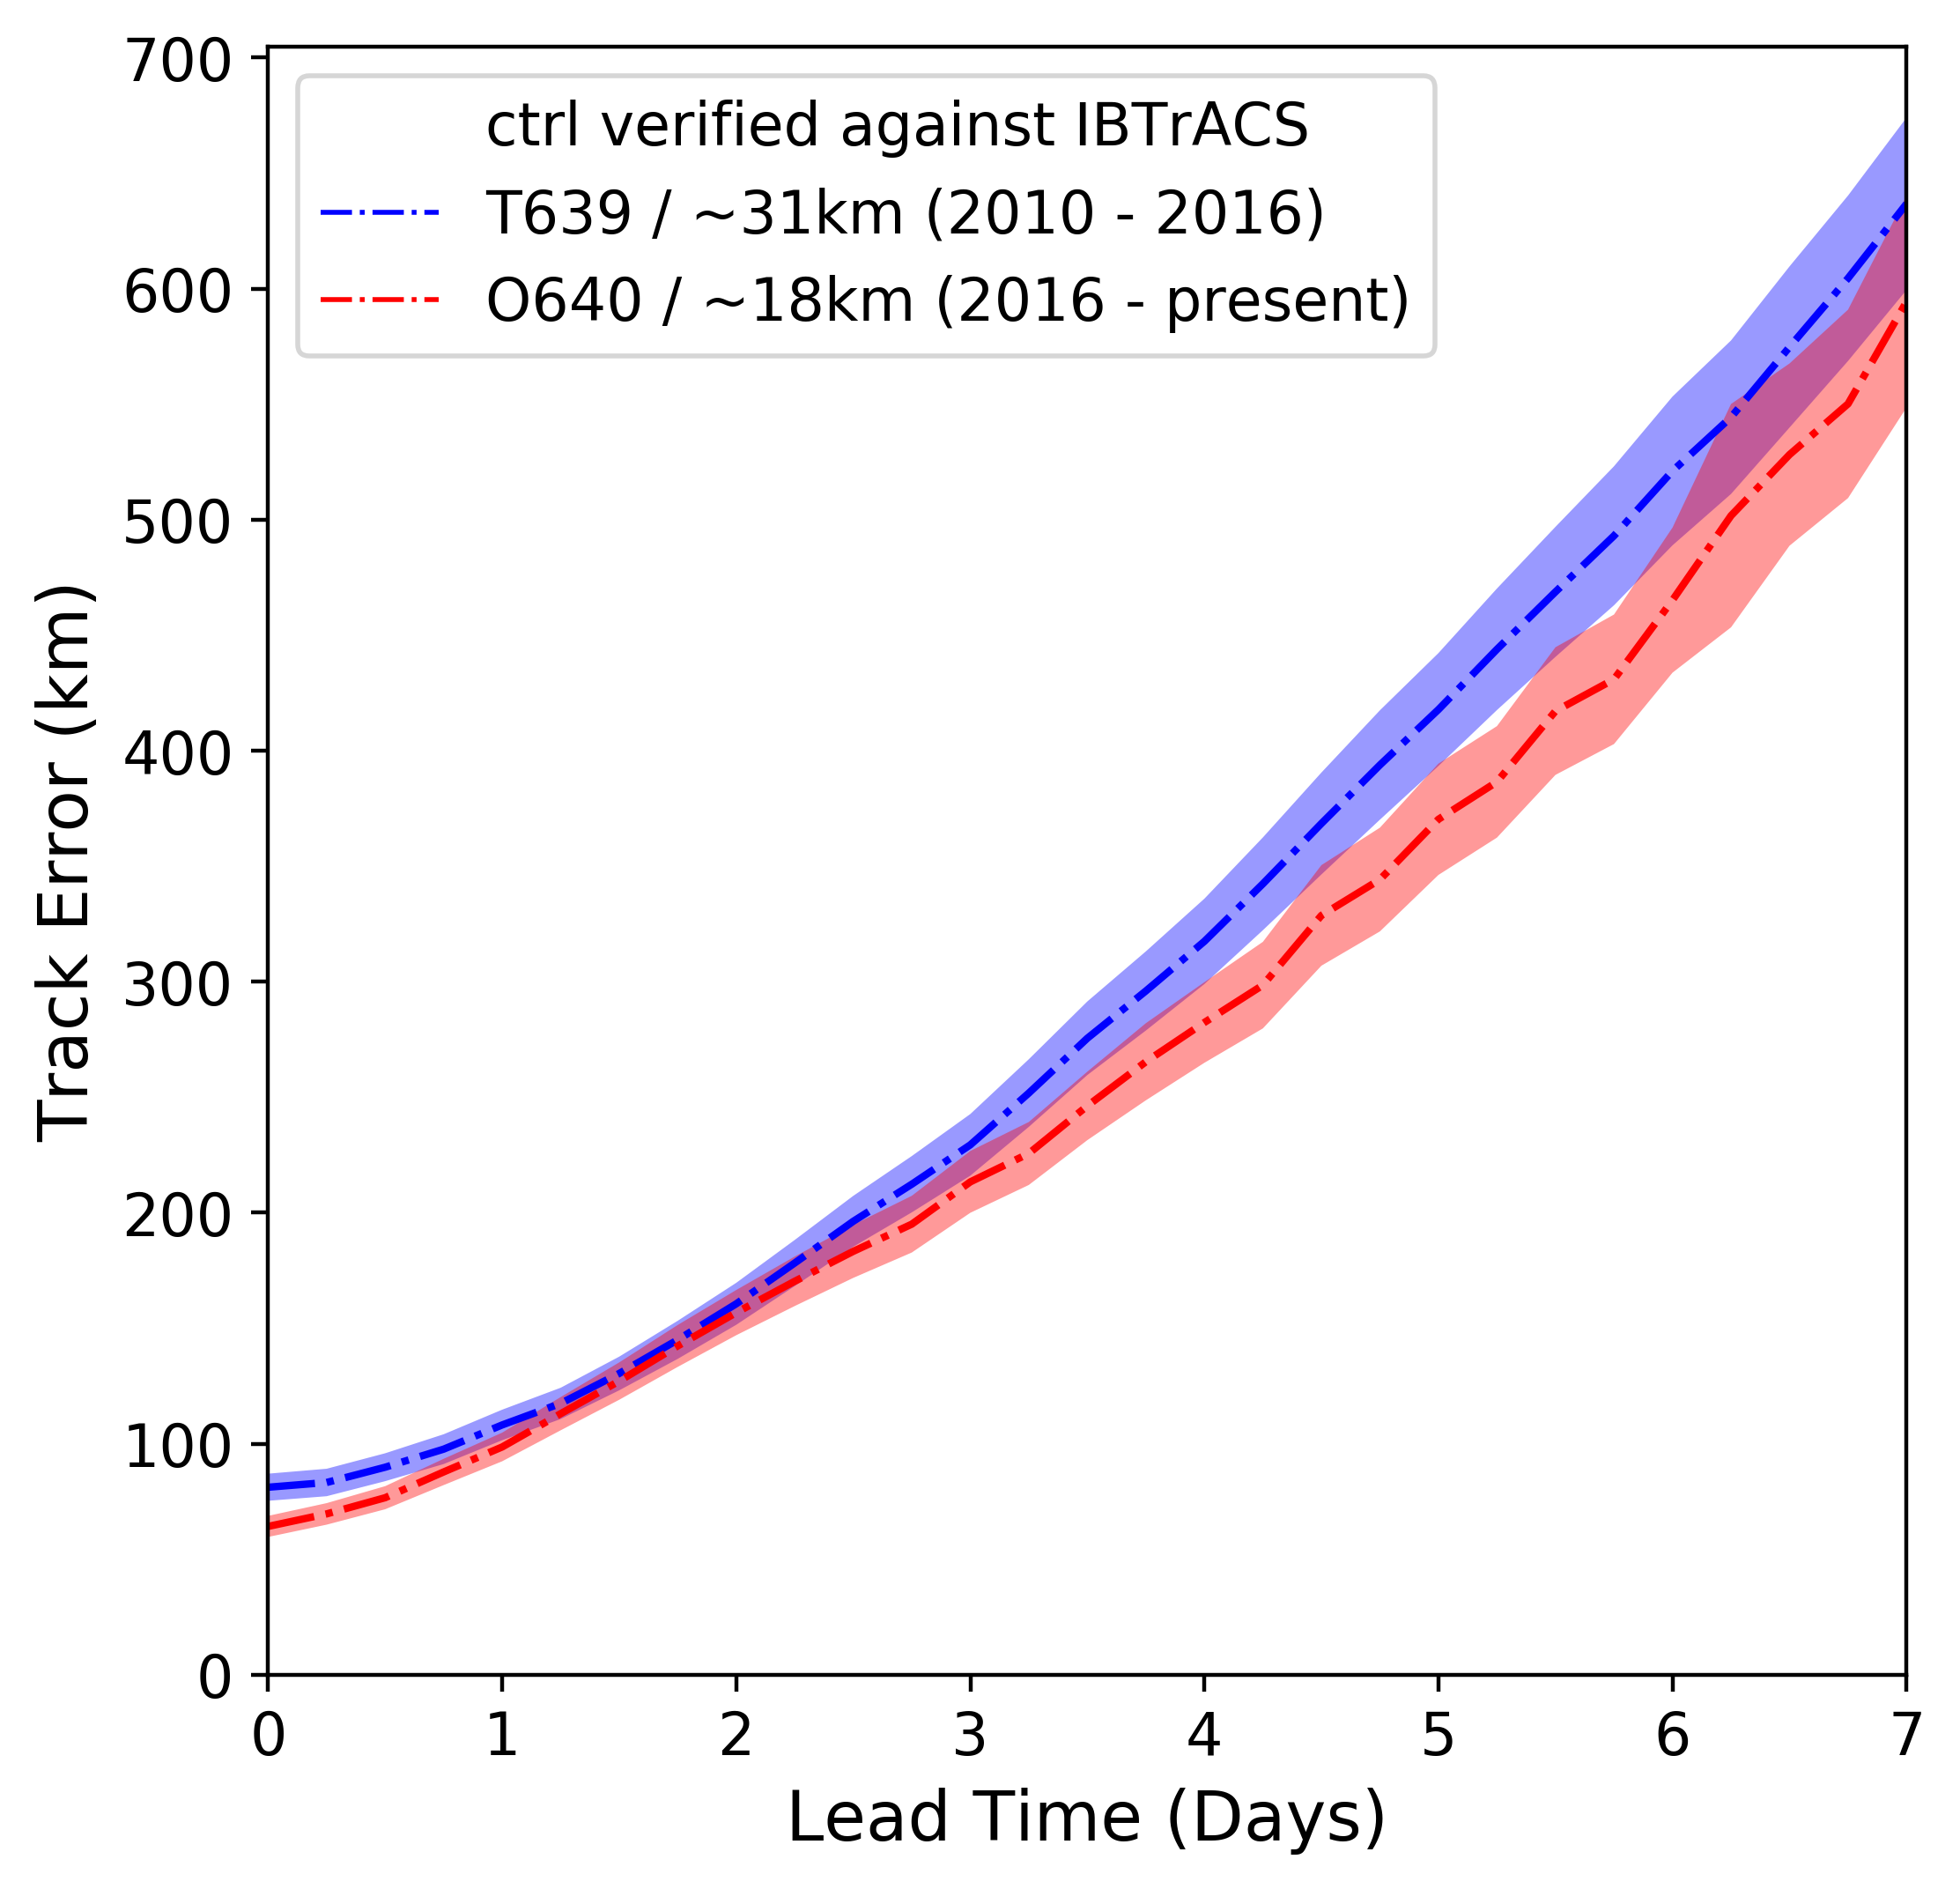 700
600
500
400
300
200
100
0
Track Error (km)
ctrl verified against IBTrACS
T639 / ~31km (2010 - 2016)
O640 / ~18km (2016 - present)
0 1 2 3 4 5 6 7
Lead Time (Days)